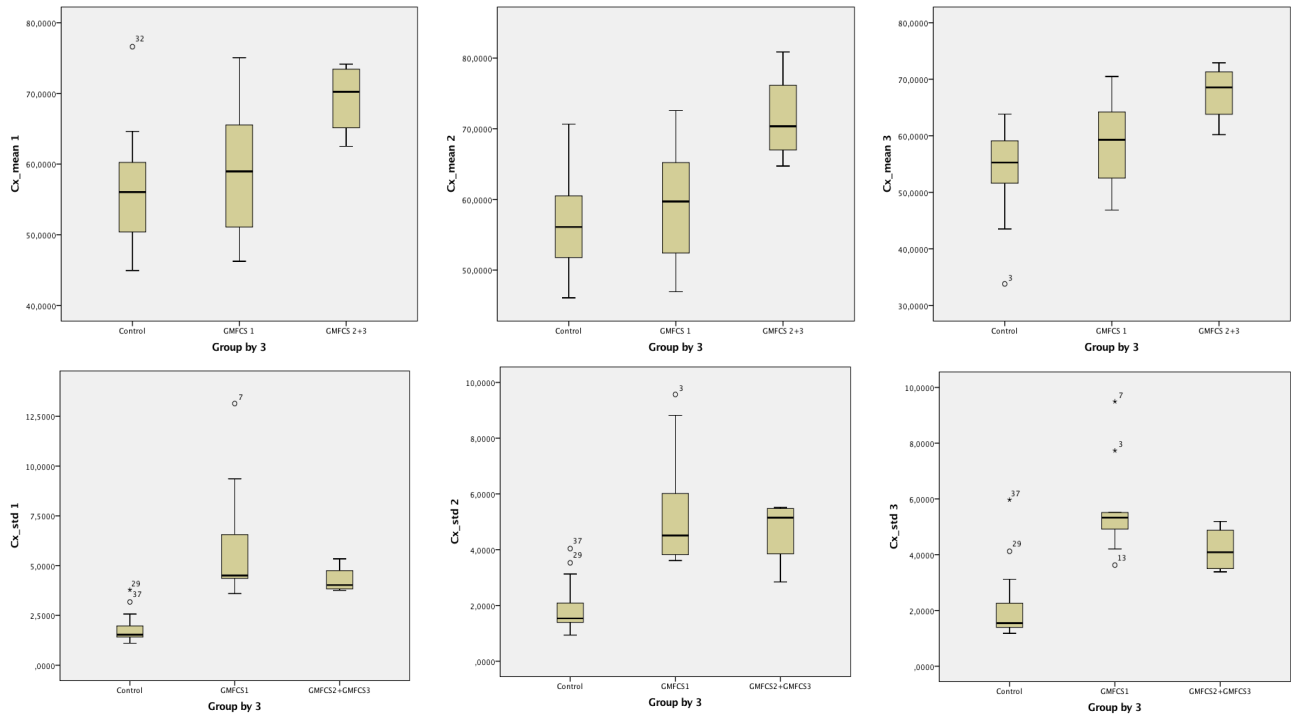 Cx_mean 1
80,0000
70,0000
60,0000
50,0000
40,0000
32
Control
GMFCS 1
GMFCS 2+3
Group by 3
Cx_mean 2
80,0000
70,0000
60,0000
50,0000
Control
GMFCS 1
GMFCS 2+3
Group by 3
Cx_mean 3
80,0000
70,0000
60,0000
50,0000
40,0000
30,0000
3
Control
GMFCS 1
GMFCS 2+3
Group by 3
Cx_std 1
12,5000
10,0000
7,5000
5,0000
2,5000
,0000
29
37
7
Control
GMFCS1
GMFCS2+GMFCS3
Group by 3
Cx_std 2
10,0000
8,0000
6,0000
4,0000
2,0000
,0000
37
29
3
Control
GMFCS1
GMFCS2+GMFCS3
Group by 3
Cx_std 3
10,0000
8,0000
6,0000
4,0000
2,0000
,0000
37
29
7
3
13
Control
GMFCS1
GMFCS2+GMFCS3
Group by 3